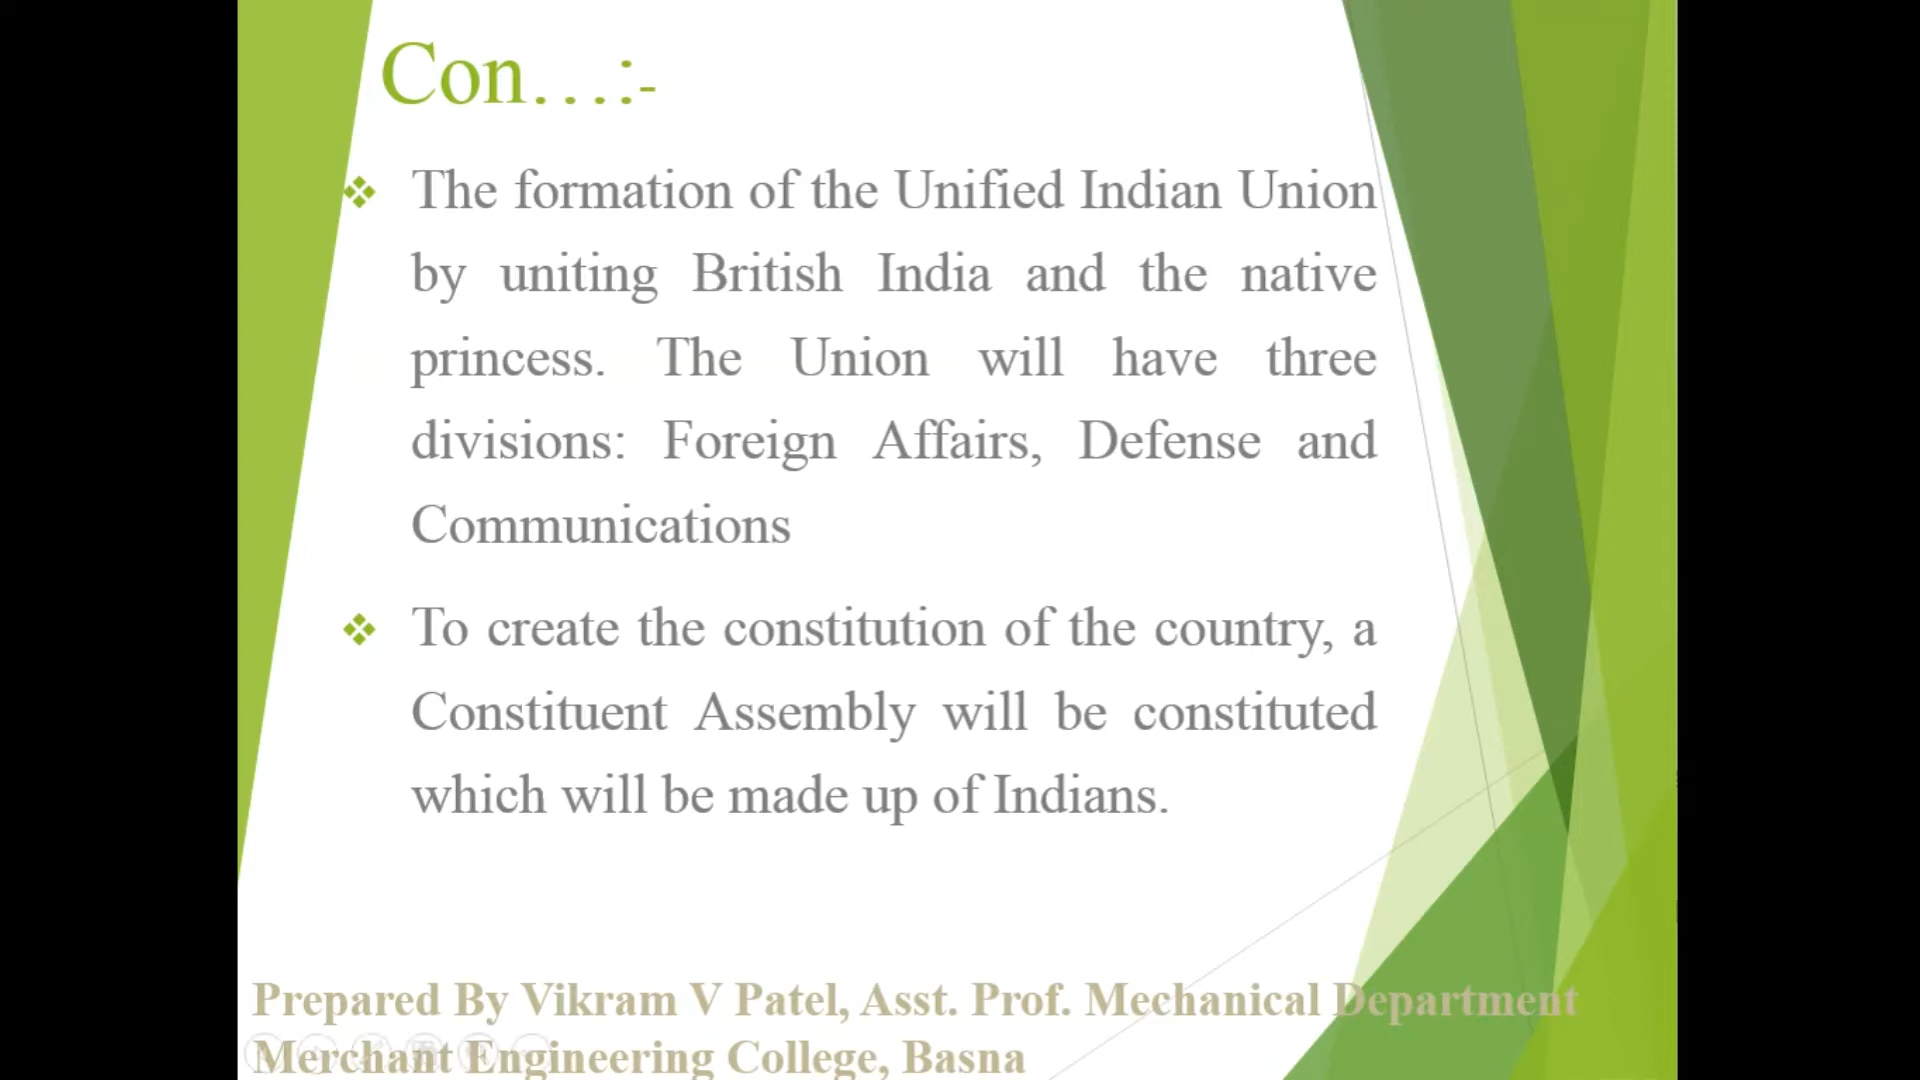 Con….:-
The formation of the Unified Indian Union
by uniting British India and the native
princess. The Union will have three
divisions: Foreign Affairs, Defense and
Communications
To create the constitution of the country, a
Constituent Assembly will be constituted
which will be made up of Indians.
Prepared By Vikram V Patel, Asst. Prof. Mechanical Department
Merchant Engineering College, Basna